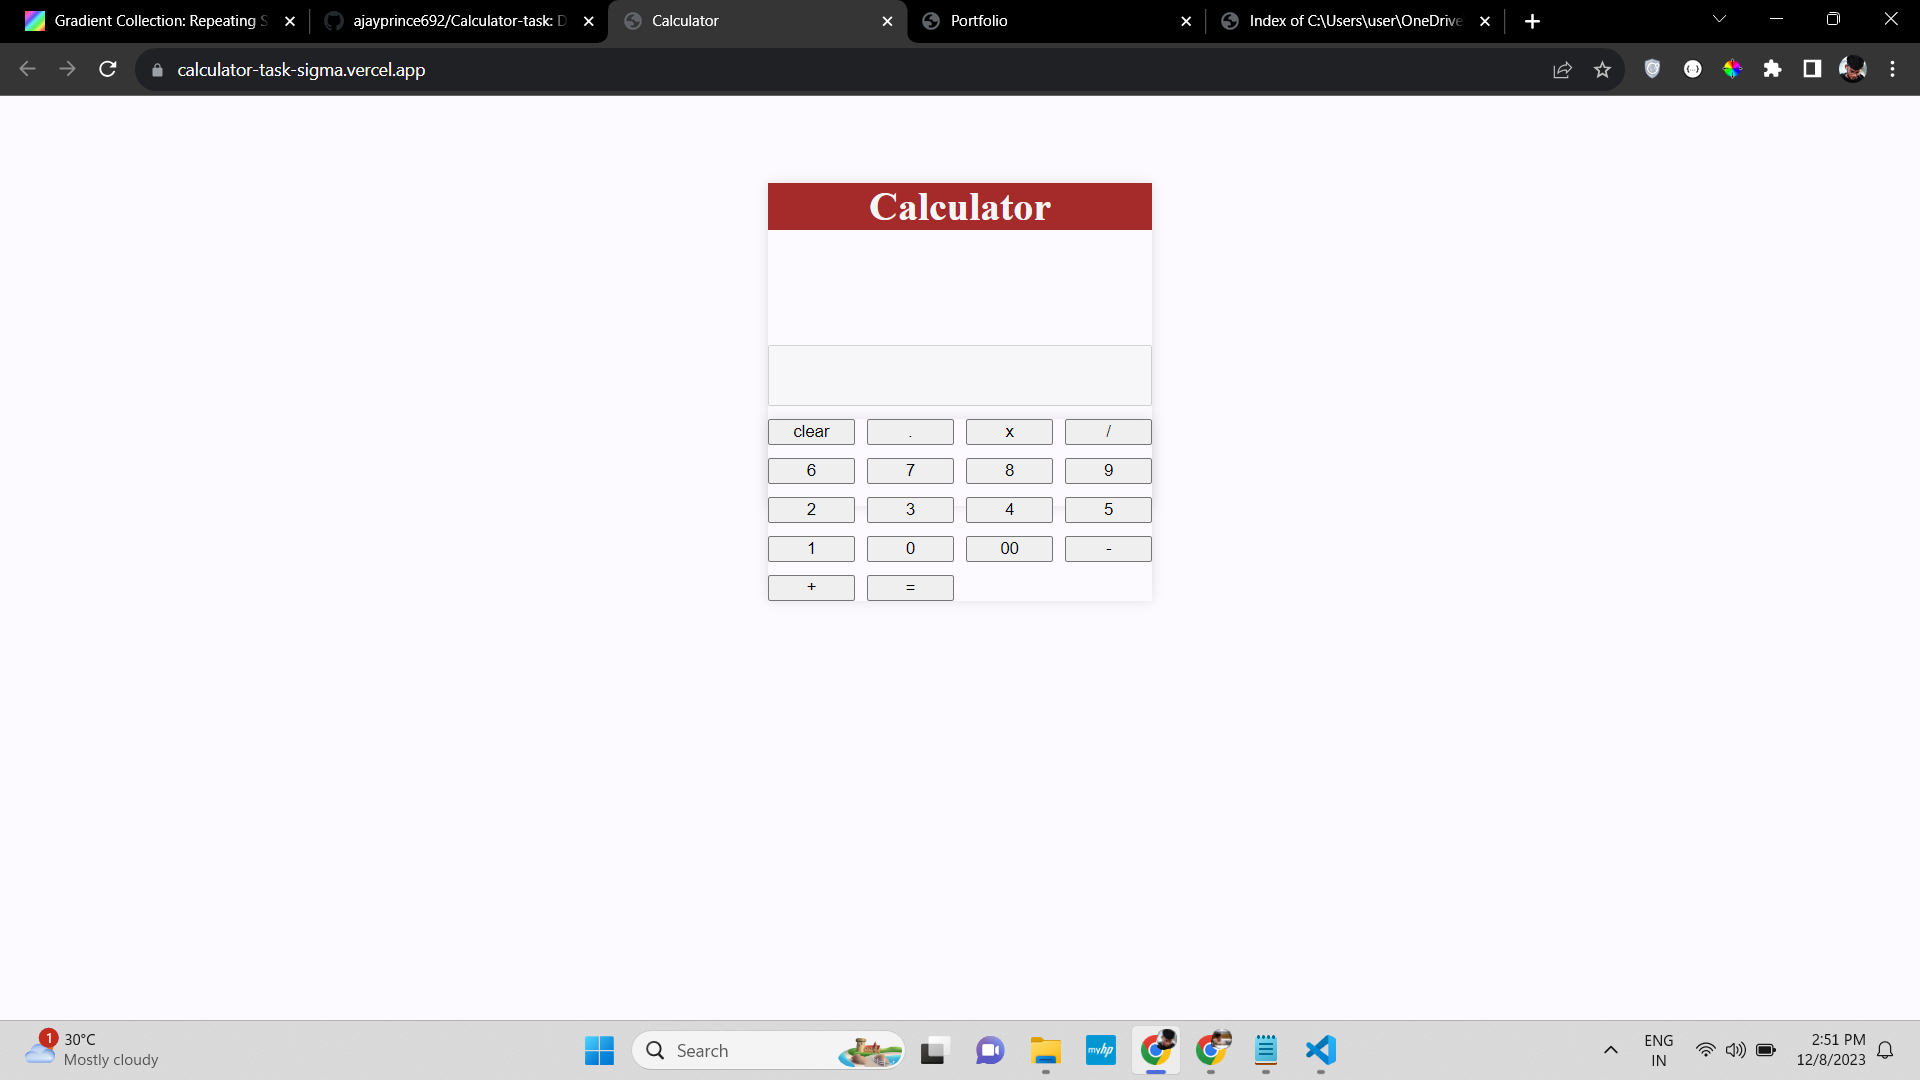 Gradient Collection: Repeating S
ajayprince692/Calculator-task: D
Calculator
Portfolio
Index of C:\Users\user\OneDrive
calculator-task-sigma.vercel.app
Calculator
clear . x /
6 7 8 9
2 3 4 5
1 0 00 -
+ =
1
30°C
Mostly cloudy
Search
myhp
ENG
IN
2:51 PM
12/8/2023